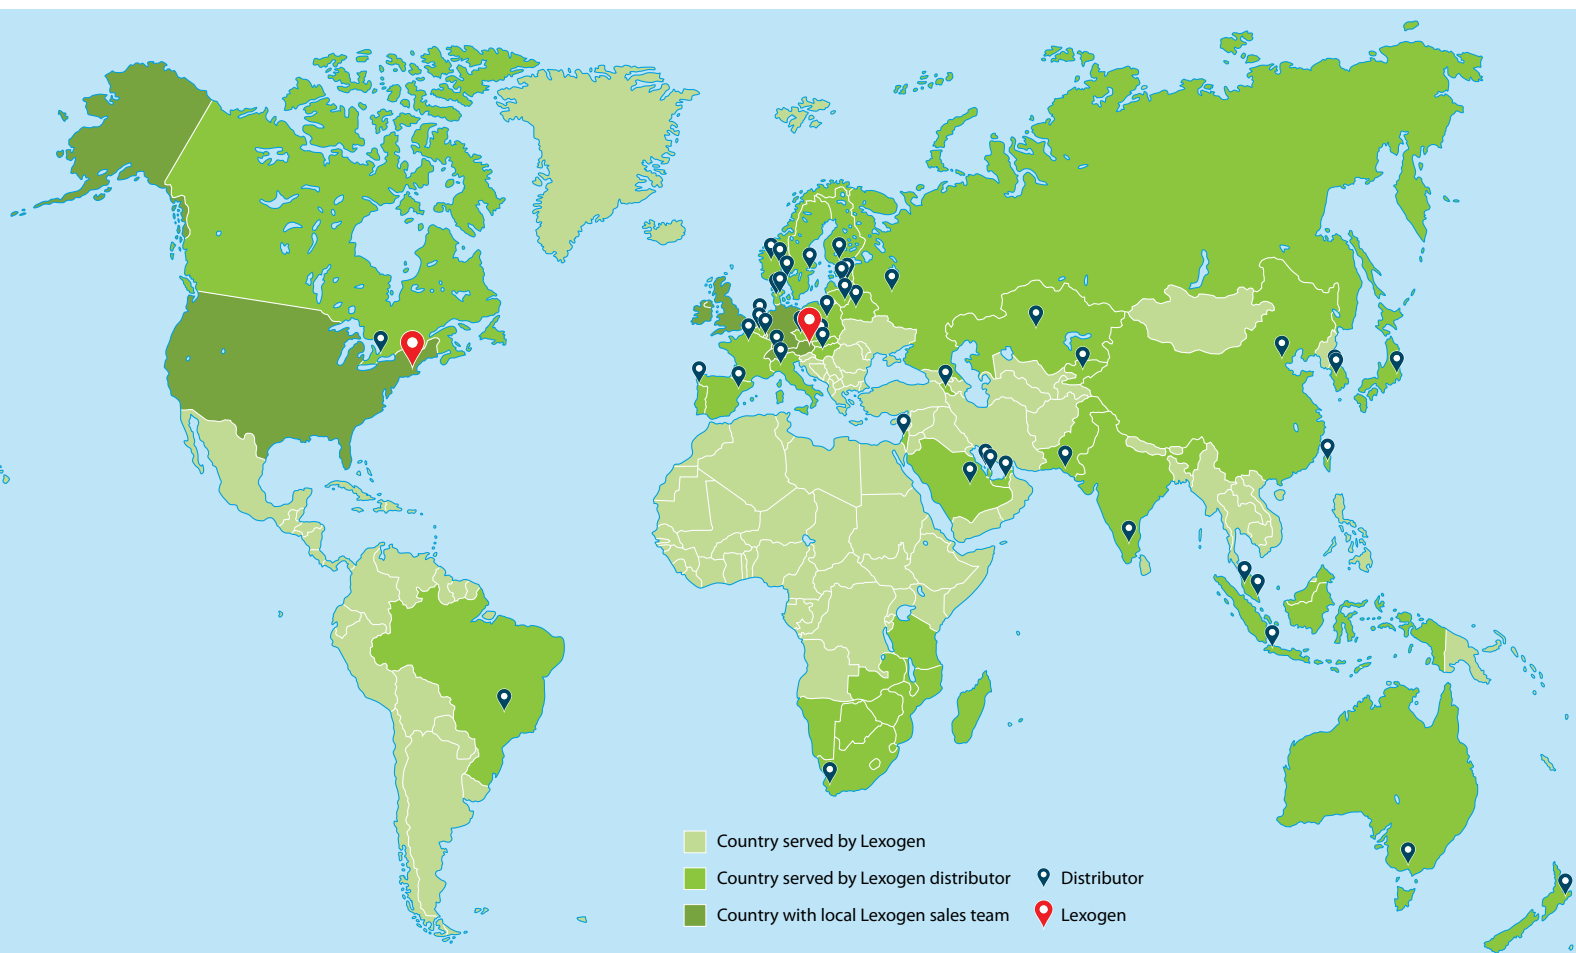 Country served by Lexogen
Country served by Lexogen distributor
Distributor
Country with local Lexogen sales team
Lexogen